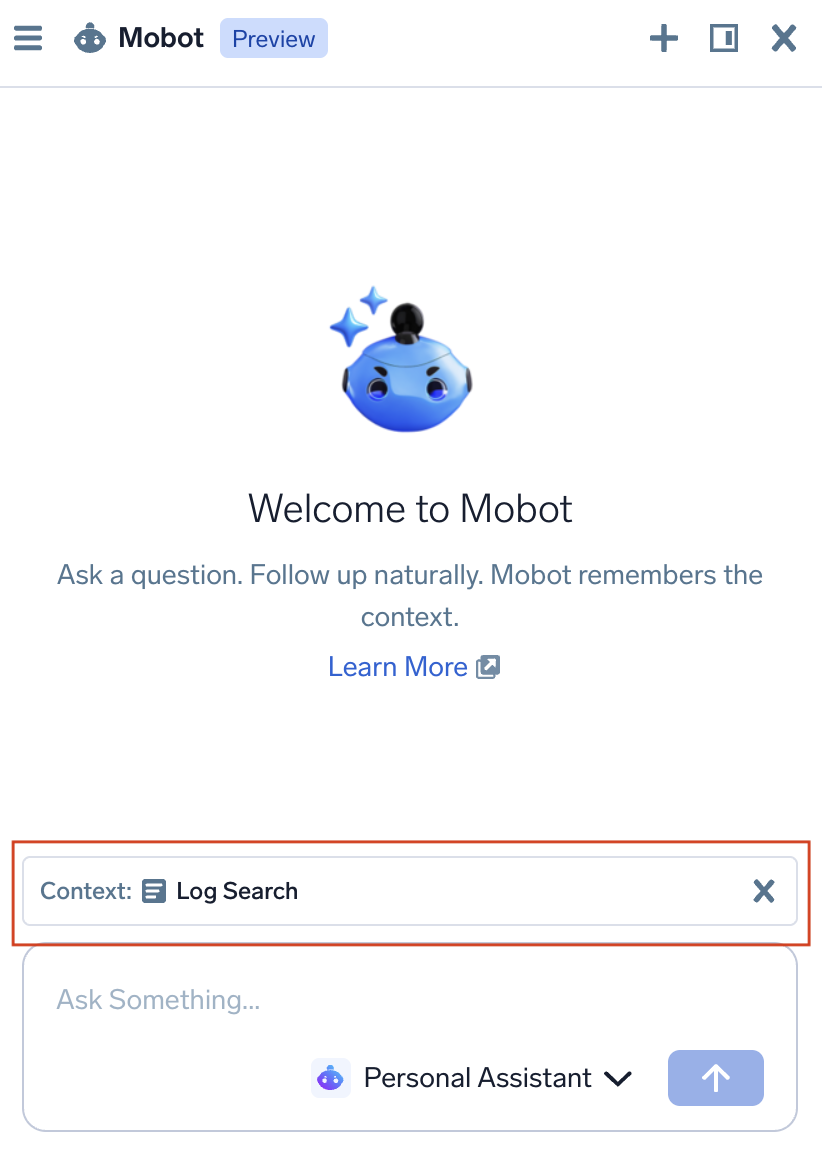 Mobot Preview
Welcome to Mobot
Ask a question. Follow up naturally. Mobot remembers the
context.
Learn More
Context: Log Search
Ask Something...
Personal Assistant